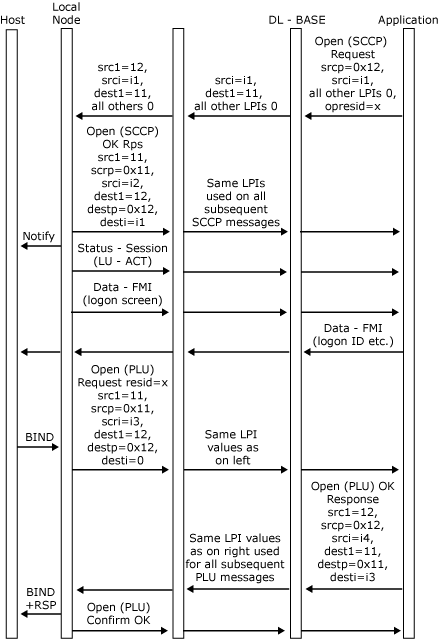 Host
Local
Node
DL - BASE
Application
Open (SCCP)
Request
srcp=0x12,
srci=i1,
all other LPIs 0,
opresid=x
srci=i1,
dest1=11,
all other LPIs 0
src1=12,
srci=i1,
dest1=11,
all others 0
Open (SCCP)
OK Rps
src1=11,
scrp=0x11,
srci=i2,
dest1=12,
destp=0x12,
desti=i1
Same LPIs
used on all
subsequent
SCCP messages
Notify
Status - Session
(LU - ACT)
Data - FMI
(logon screen)
Data - FMI
(logon ID etc.)
Open (PLU)
Request resid=x
src1=11,
srcp=0x11,
scri=i3,
dest1=12,
destp=0x12,
desti=0
BIND
Same LPI
values as
on left
Open (PLU) OK
Response
src1=12,
srcp=0x12,
srci=i4,
dest1=11,
destp=0x11,
desti=i3
Same LPI values
as on right used
for all subsequent
PLU messages
BIND
+RSP
Open (PLU)
Confirm OK